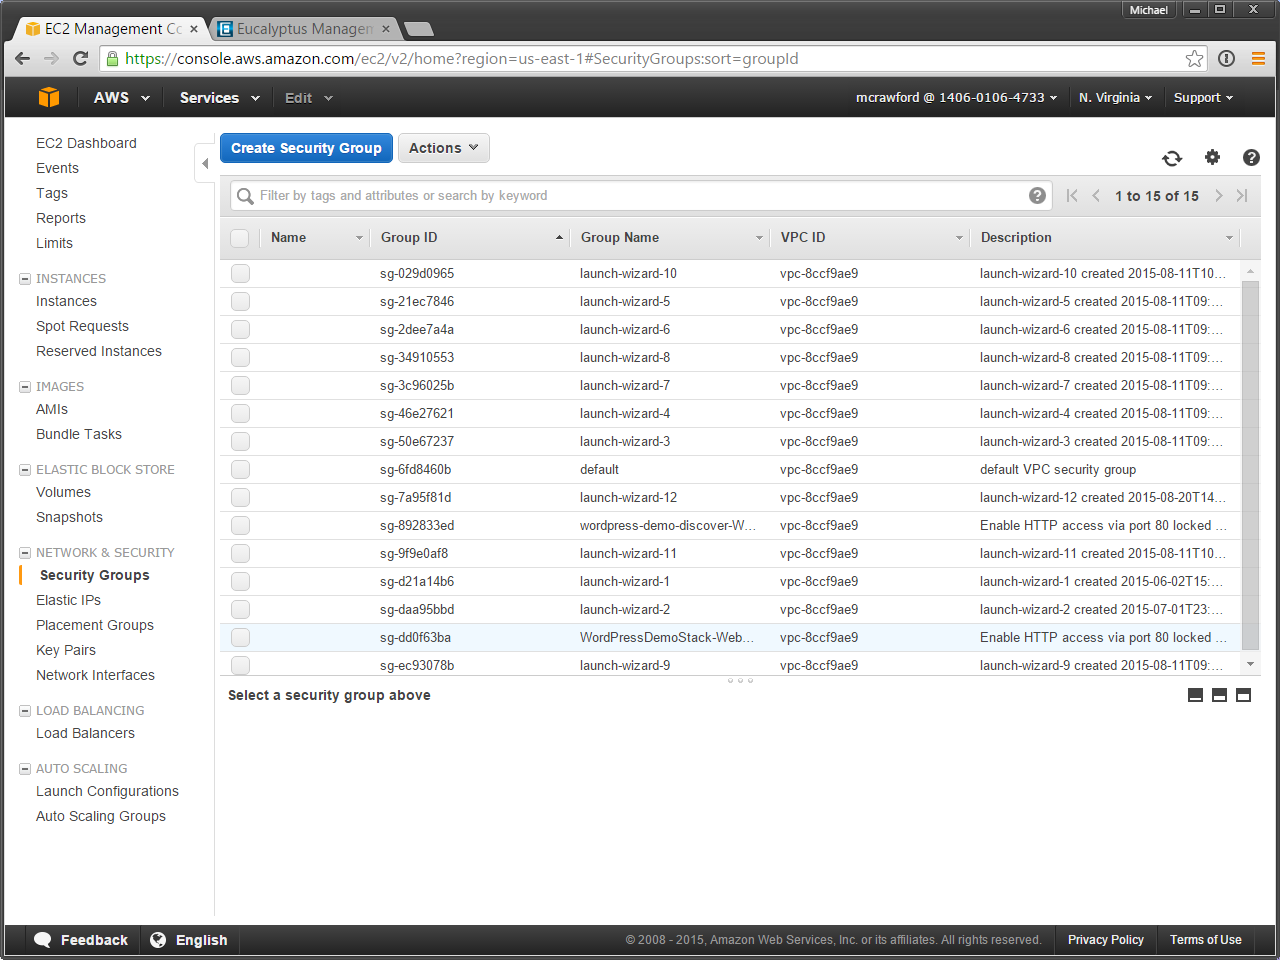 Michael
EC2 Management Co
Eucalyptus Managem
https://console.aws.amazon.com/ec2/v2/home?region=us-east-1#SecurityGroups:sort=groupId
AWS Services Edit mcrawford @ 1406-0106-4733 N. Virginia Support
EC2 Dashboard
Events
Tags
Reports
Limits
INSTANCES
Instances
Spot Requests
Reserved Instances
IMAGES
AMIs
Bundle Tasks
ELASTIC BLOCK STORE
Volumes
Snapshots
NETWORK & SECURITY
Security Groups
Elastic IPs
Placement Groups
Key Pairs
Network Interfaces
LOAD BALANCING
Load Balancers
AUTO SCALING
Launch Configurations
Auto Scaling Groups
Create Security Group Actions
Filter by tags and attributes or search by keyword 1 to 15 of 15
Name Group ID Group Name VPC ID Description
sg-029d0965 launch-wizard-10 vpc-8ccf9ae9 launch-wizard-10 created 2015-08-11T10...
sg-21ec7846 launch-wizard-5 vpc-8ccf9ae9 launch-wizard-5 created 2015-08-11T09:...
sg-2dee7a4a launch-wizard-6 vpc-8ccf9ae9 launch-wizard-6 created 2015-08-11T09:...
sg-34910553 launch-wizard-8 vpc-8ccf9ae9 launch-wizard-8 created 2015-08-11T09:...
sg-3c96025b launch-wizard-7 vpc-8ccf9ae9 launch-wizard-7 created 2015-08-11T09:...
sg-46e27621 launch-wizard-4 vpc-8ccf9ae9 launch-wizard-4 created 2015-08-11T09:...
sg-50e67237 launch-wizard-3 vpc-8ccf9ae9 launch-wizard-3 created 2015-08-11T09:...
sg-6fd8460b default vpc-8ccf9ae9 default VPC security group
sg-7a95f81d launch-wizard-12 vpc-8ccf9ae9 launch-wizard-12 created 2015-08-20T14...
sg-892833ed wordpress-demo-discover-W... vpc-8ccf9ae9 Enable HTTP access via port 80 locked ...
sg-9f9e0af8 launch-wizard-11 vpc-8ccf9ae9 launch-wizard-11 created 2015-08-11T10...
sg-d21a14b6 launch-wizard-1 vpc-8ccf9ae9 launch-wizard-1 created 2015-06-02T15:...
sg-daa95bbd launch-wizard-2 vpc-8ccf9ae9 launch-wizard-2 created 2015-07-01T23:...
sg-dd0f63ba WordPressDemoStack-Web... vpc-8ccf9ae9 Enable HTTP access via port 80 locked ...
sg-ec93078b launch-wizard-9 vpc-8ccf9ae9 launch-wizard-9 created 2015-08-11T09:...
Select a security group above
Feedback English © 2008 - 2015, Amazon Web Services, Inc. or its affiliates. All rights reserved. Privacy Policy Terms of Use